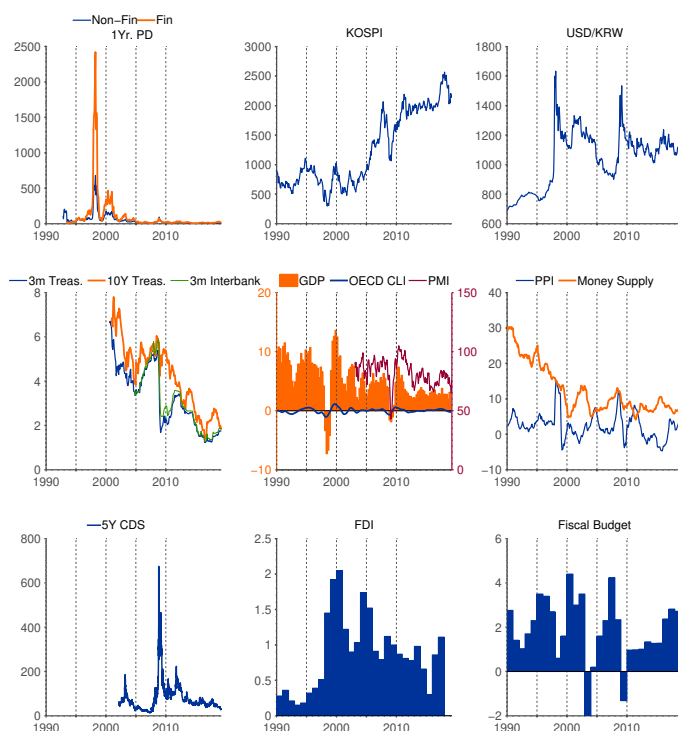 Non−Fin Fin
1Yr. PD
2500
2000
1500
1000
500
0
1990 2000 2010
KOSPI
3000
2500
2000
1500
1000
500
0
1990 2000 2010
USD/KRW
1800
1600
1400
1200
1000
800
600
1990 2000 2010
3m Treas. 10Y Treas. 3m Interbank
8
6
4
2
0
1990 2000 2010
GDP OECD CLI PMI
20 150
10 100
0 50
−10 0
1990 2000 2010
PPI Money Supply
40
30
20
10
0
−10
1990 2000 2010
5Y CDS
800
600
400
200
0
1990 2000 2010
FDI
2.5
2
1.5
1
0.5
0
1990 2000 2010
Fiscal Budget
6
4
2
0
−2
1990 2000 2010